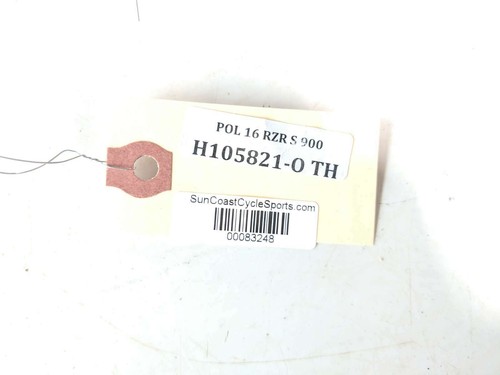 POL 16 RZR S 900
H105821-O TH
SunCoastCycleSports.com
00083248